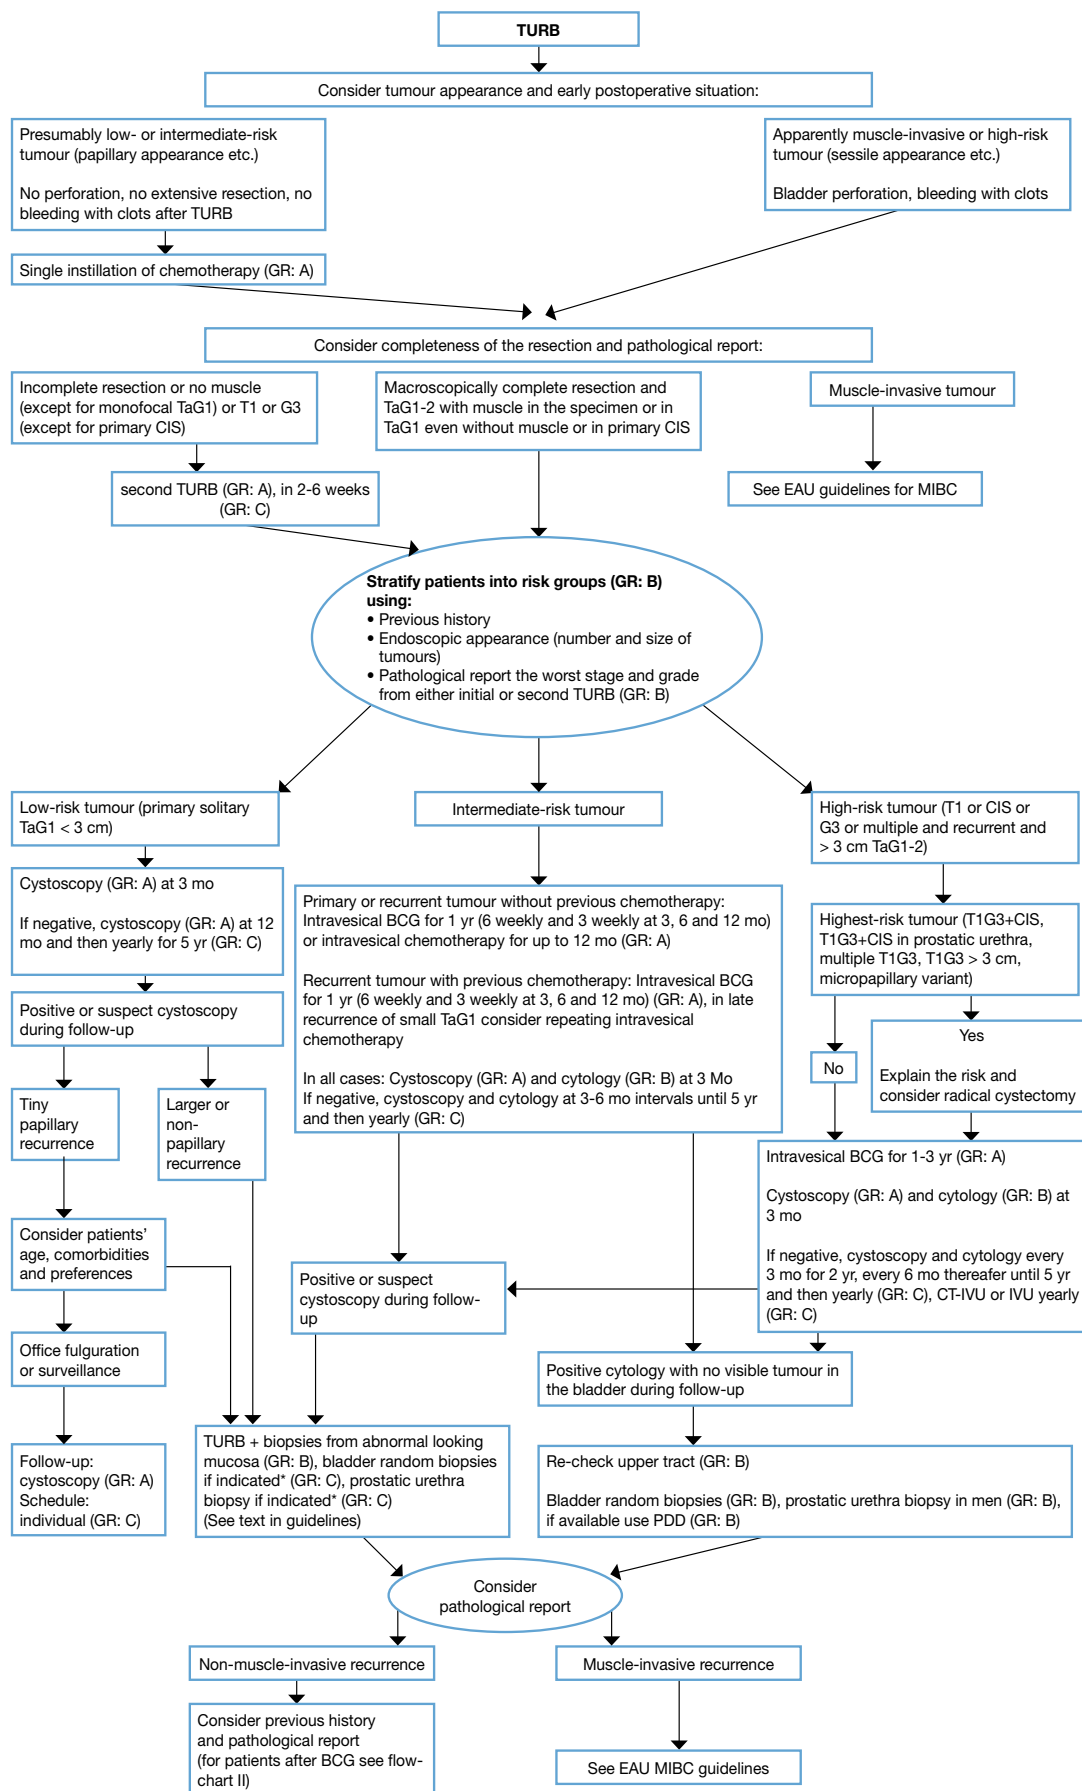 TURB
Consider tumour appearance and early postoperative situation:
Presumably low- or intermediate-risk
tumour (papillary appearance etc.)
No perforation, no extensive resection, no
bleeding with clots after TURB
Apparently muscle-invasive or high-risk
tumour (sessile appearance etc.)
Bladder perforation, bleeding with clots
Single instillation of chemotherapy (GR: A)
Consider completeness of the resection and pathological report:
Incomplete resection or no muscle
(except for monofocal TaG1) or T1 or G3
(except for primary CIS)
Macroscopically complete resection and
TaG1-2 with muscle in the specimen or in
TaG1 even without muscle or in primary CIS
Muscle-invasive tumour
second TURB (GR: A), in 2-6 weeks
(GR: C)
See EAU guidelines for MIBC
Stratify patients into risk groups (GR: B)
using:
• Previous history
• Endoscopic appearance (number and size of
tumours)
• Pathological report the worst stage and grade
from either initial or second TURB (GR: B)
Low-risk tumour (primary solitary
TaG1 < 3 cm)
Intermediate-risk tumour
High-risk tumour (T1 or CIS or
G3 or multiple and recurrent and
> 3 cm TaG1-2)
Cystoscopy (GR: A) at 3 mo
If negative, cystoscopy (GR: A) at 12
mo and then yearly for 5 yr (GR: C)
Primary or recurrent tumour without previous chemotherapy:
Intravesical BCG for 1 yr (6 weekly and 3 weekly at 3, 6 and 12 mo)
or intravesical chemotherapy for up to 12 mo (GR: A)
Recurrent tumour with previous chemotherapy: Intravesical BCG
for 1 yr (6 weekly and 3 weekly at 3, 6 and 12 mo) (GR: A), in late
recurrence of small TaG1 consider repeating intravesical
chemotherapy
In all cases: Cystoscopy (GR: A) and cytology (GR: B) at 3 Mo
If negative, cystoscopy and cytology at 3-6 mo intervals until 5 yr
and then yearly (GR: C)
Highest-risk tumour (T1G3+CIS,
T1G3+CIS in prostatic urethra,
multiple T1G3, T1G3 > 3 cm,
micropapillary variant)
Positive or suspect cystoscopy
during follow-up
No
Yes
Explain the risk and
consider radical cystectomy
Tiny
papillary
recurrence
Larger or
non-
papillary
recurrence
Intravesical BCG for 1-3 yr (GR: A)
Cystoscopy (GR: A) and cytology (GR: B) at
3 mo
If negative, cystoscopy and cytology every
3 mo for 2 yr, every 6 mo thereafer until 5 yr
and then yearly (GR: C), CT-IVU or IVU yearly
(GR: C)
Consider patients’
age, comorbidities
and preferences
Positive or suspect
cystoscopy during follow-
up
Office fulguration
or surveillance
Positive cytology with no visible tumour in
the bladder during follow-up
Follow-up:
cystoscopy (GR: A)
Schedule:
individual (GR: C)
TURB + biopsies from abnormal looking
mucosa (GR: B), bladder random biopsies
if indicated* (GR: C), prostatic urethra
biopsy if indicated* (GR: C)
(See text in guidelines)
Re-check upper tract (GR: B)
Bladder random biopsies (GR: B), prostatic urethra biopsy in men (GR: B),
if available use PDD (GR: B)
Consider
pathological report
Non-muscle-invasive recurrence
Muscle-invasive recurrence
Consider previous history
and pathological report
(for patients after BCG see flow-
chart II)
See EAU MIBC guidelines